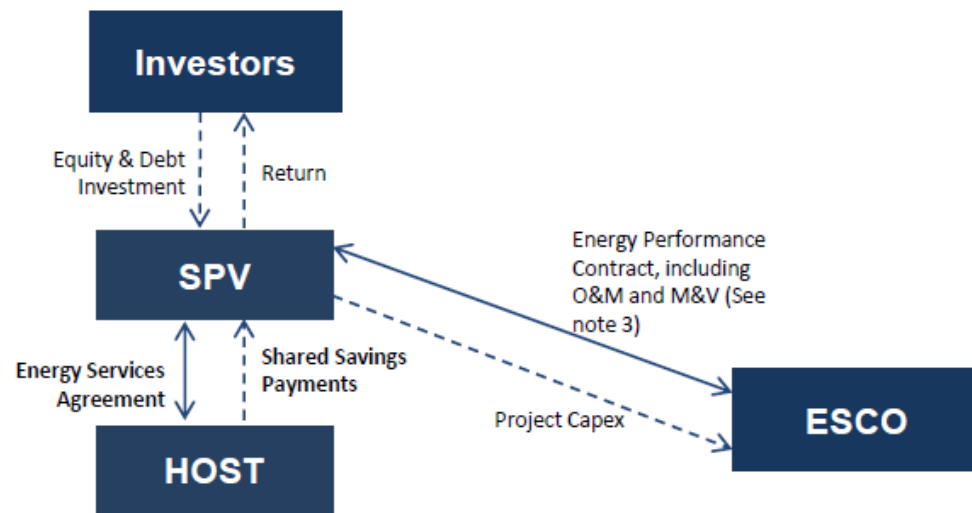 Investors
Equity & Debt
Investment
Return
SPV
Energy Performance
Contract, including
O&M and M&V (See
note 3)
Energy Services
Agreement
Shared Savings
Payments
Project Capex
ESCO
HOST